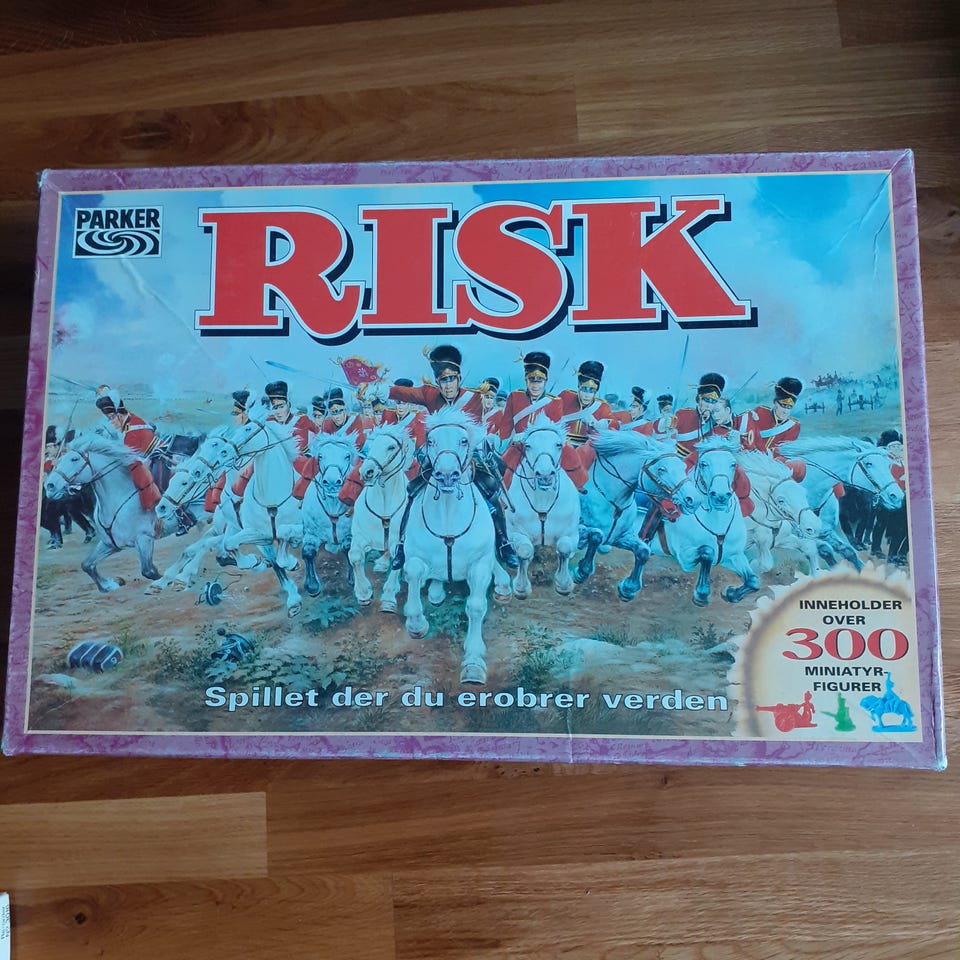 PARKER
RISK
INNEHOLDER
OVER
300
MINIATYR-
FIGURER
Spillet der du erobrer verden